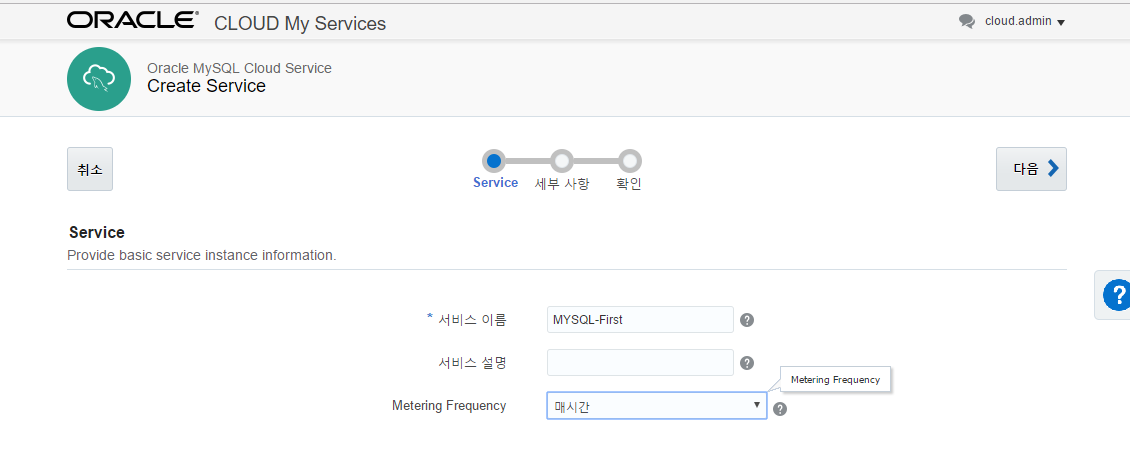 ORACLE® CLOUD My Services
cloud.admin
Oracle MySQL Cloud Service
Create Service
취소
다음
Service 세부 사항 확인
Service
Provide basic service instance information.
* 서비스 이름 MYSQL-First ?
서비스 설명 ?
Metering Frequency
Metering Frequency 매시간 ?
?